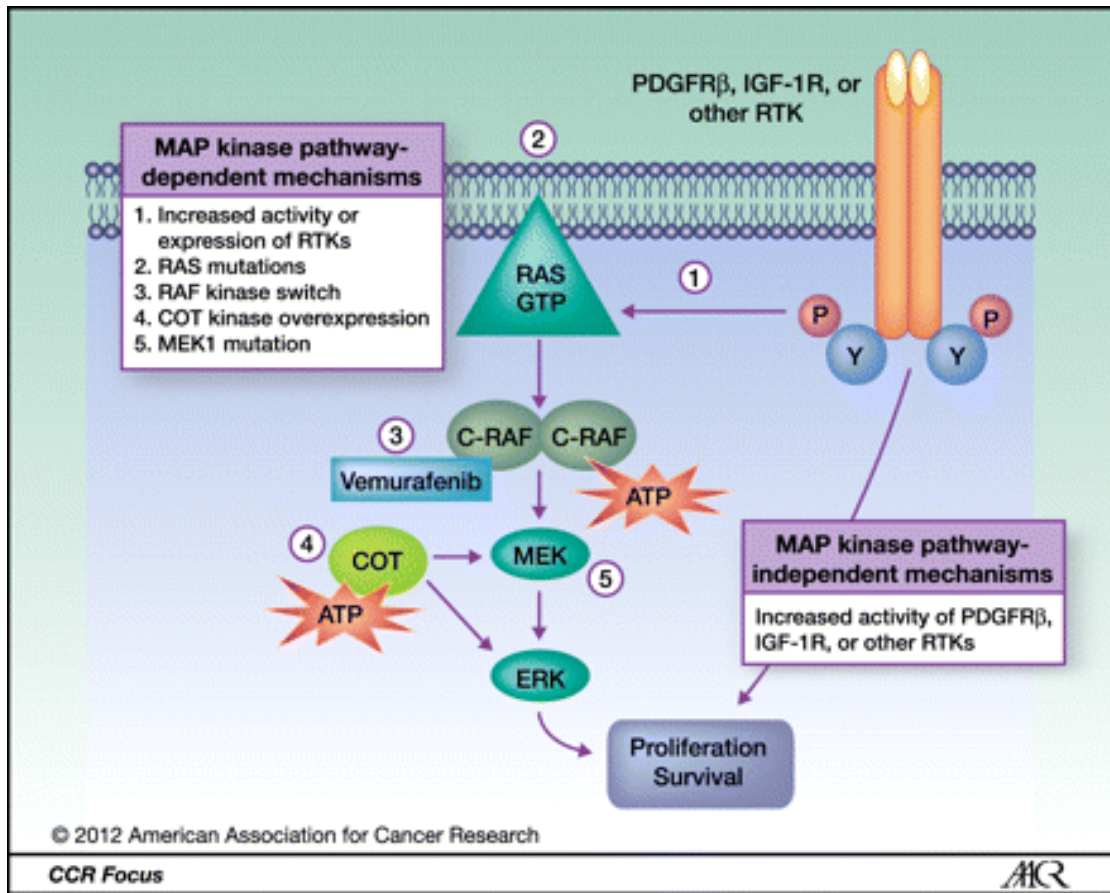 PDGFRβ, IGF-1R, or
other RTK
2
MAP kinase pathway-
dependent mechanisms
1. Increased activity or
expression of RTKs
2. RAS mutations
3. RAF kinase switch
4. COT kinase overexpression
5. MEK1 mutation
RAS
GTP
1
P
P
Y
Y
3
C-RAF
C-RAF
Vemurafenib
ATP
4
COT
MEK
5
ATP
MAP kinase pathway-
independent mechanisms
Increased activity of PDGFRβ,
IGF-1R, or other RTKs
ERK
Proliferation
Survival
© 2012 American Association for Cancer Research
CCR Focus
AACR